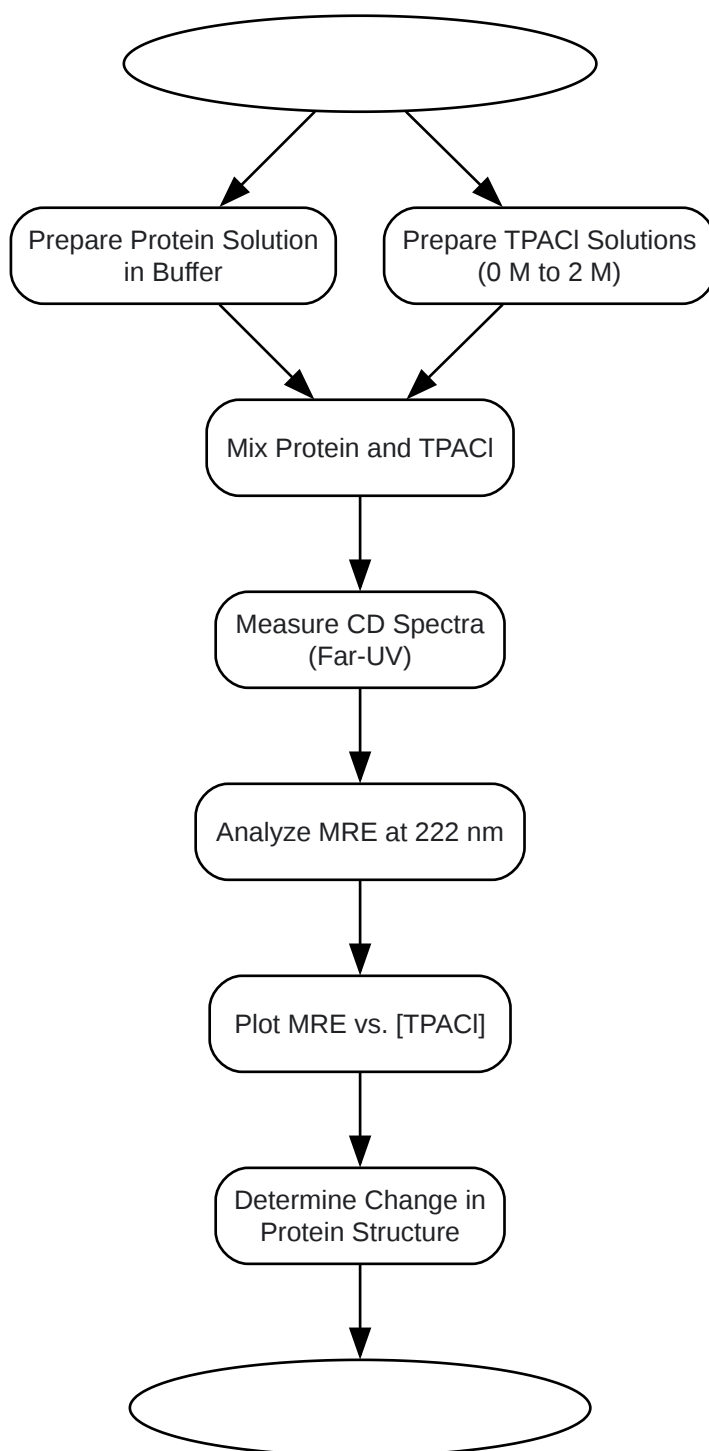 Prepare Protein Solution
in Buffer
Prepare TPACl Solutions
(0 M to 2 M)
Mix Protein and TPACl
Measure CD Spectra
(Far-UV)
Analyze MRE at 222 nm
Plot MRE vs. [TPACl]
Determine Change in
Protein Structure